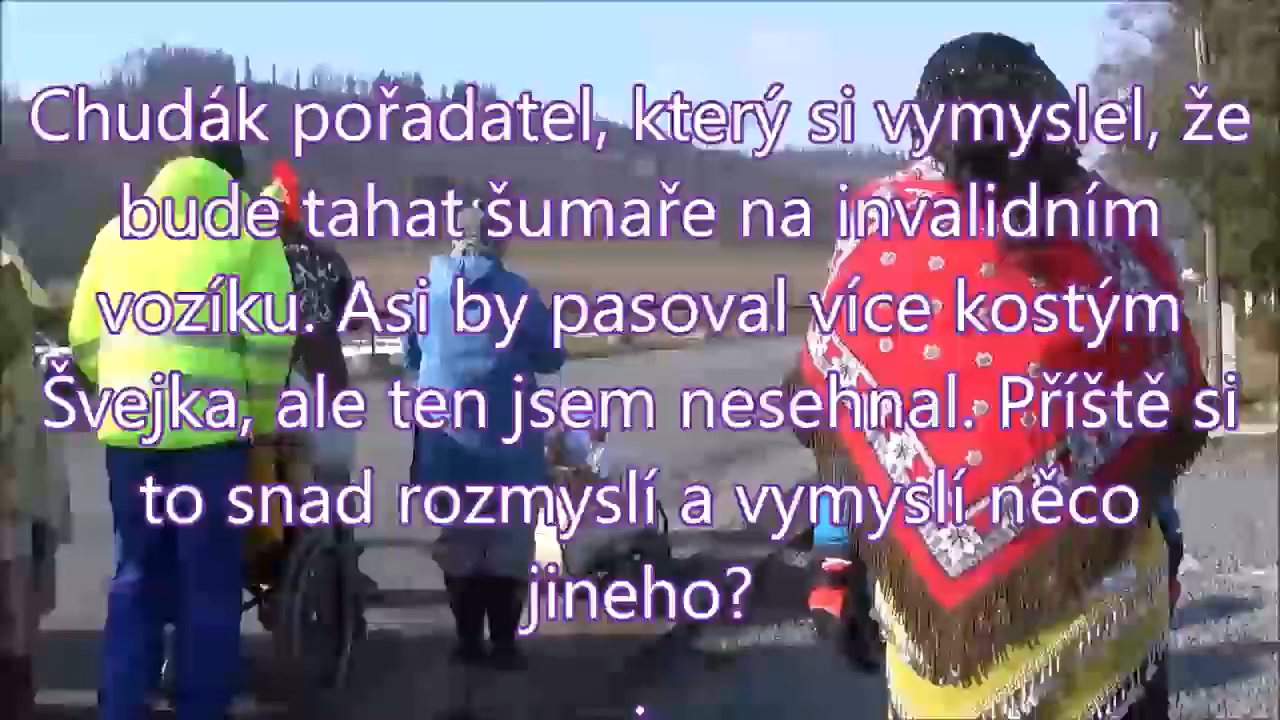 Chudák pořadatel, který si vymyslel, že
bude tahat šumaře na invalidním
vozíku. Asi by pasoval více kostým
Švejka, ale ten jsem nesehnal. Příště si
to snad rozmyslí a vymyslí něco
jineho?
.